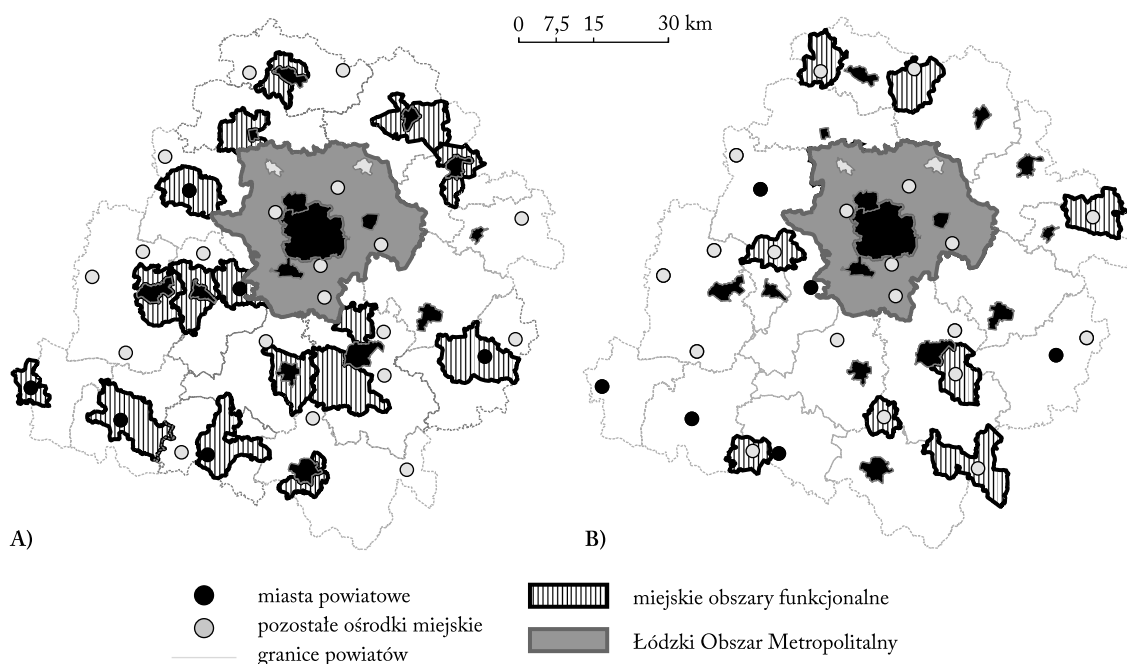 0 7,5 15 30 km
A) B)
miasta powiatowe
pozostałe ośrodki miejskie
granice powiatów
miejskie obszary funkcjonalne
Łódzki Obszar Metropolitalny